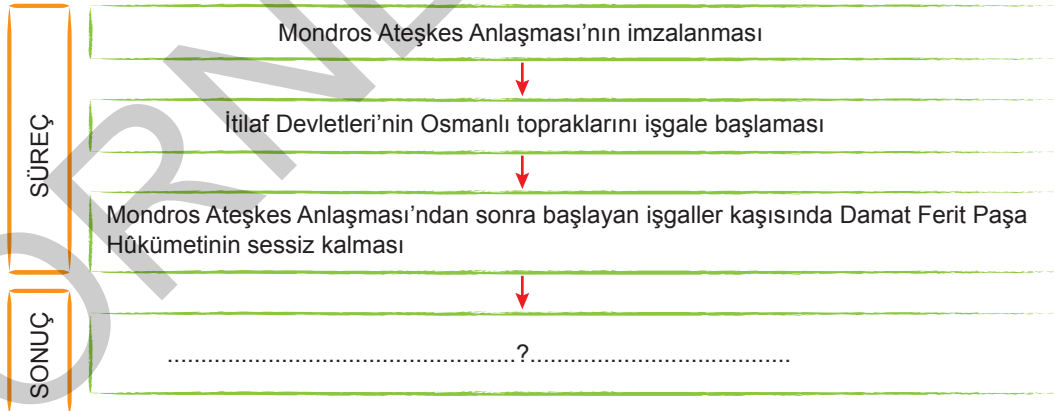 Mondros Ateşkes Anlaşması’nın imzalanması
SÜREÇ
İtilaf Devletleri’nin Osmanlı topraklarını işgale başlaması
Mondros Ateşkes Anlaşması’ndan sonra başlayan işgaller kaşısında Damat Ferit Paşa
Hûkümetinin sessiz kalması
SONUÇ
....................................................?.......................................
ÖRNE